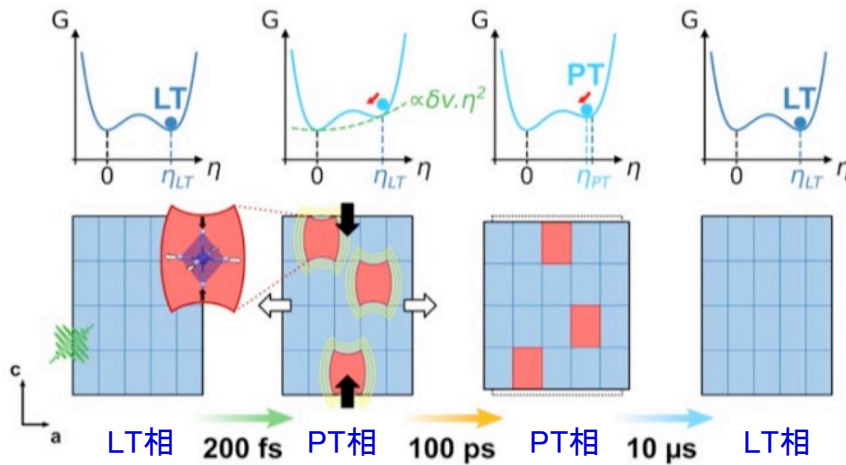 G G G G
LT ∝δv.η² PT LT
0 η_LT η 0 η_LT η 0 η_PT η 0 η_LT η
c
a
LT相 200 fs PT相 100 ps PT相 10 µs LT相